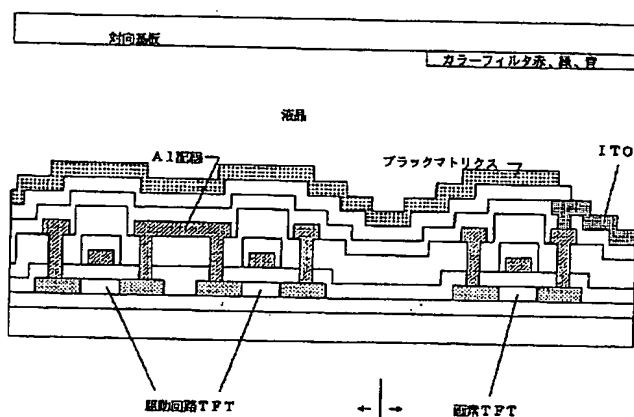 対向基板
カラーフィルタ赤、緑、青
液晶
Al配線
ブラックマトリクス
ITO
駆動回路TFT
画素TFT